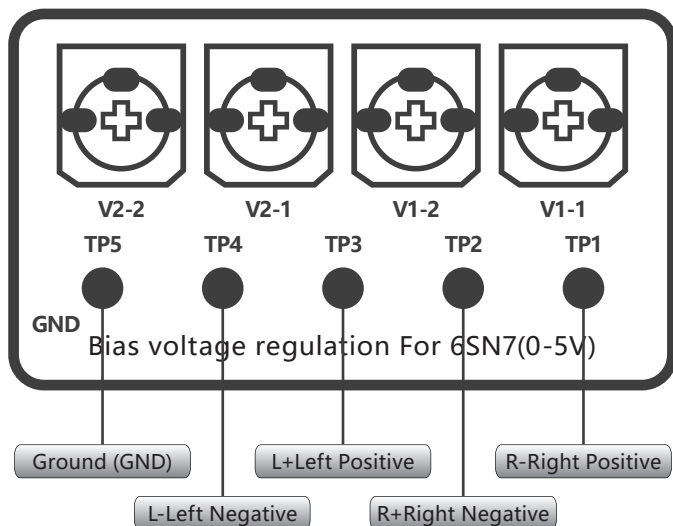 V2-2 V2-1 V1-2 V1-1
TP5 TP4 TP3 TP2 TP1
GND
Bias voltage regulation For 6SN7(0-5V)
Ground (GND) L+Left Positive R-Right Positive
L-Left Negative R+Right Negative